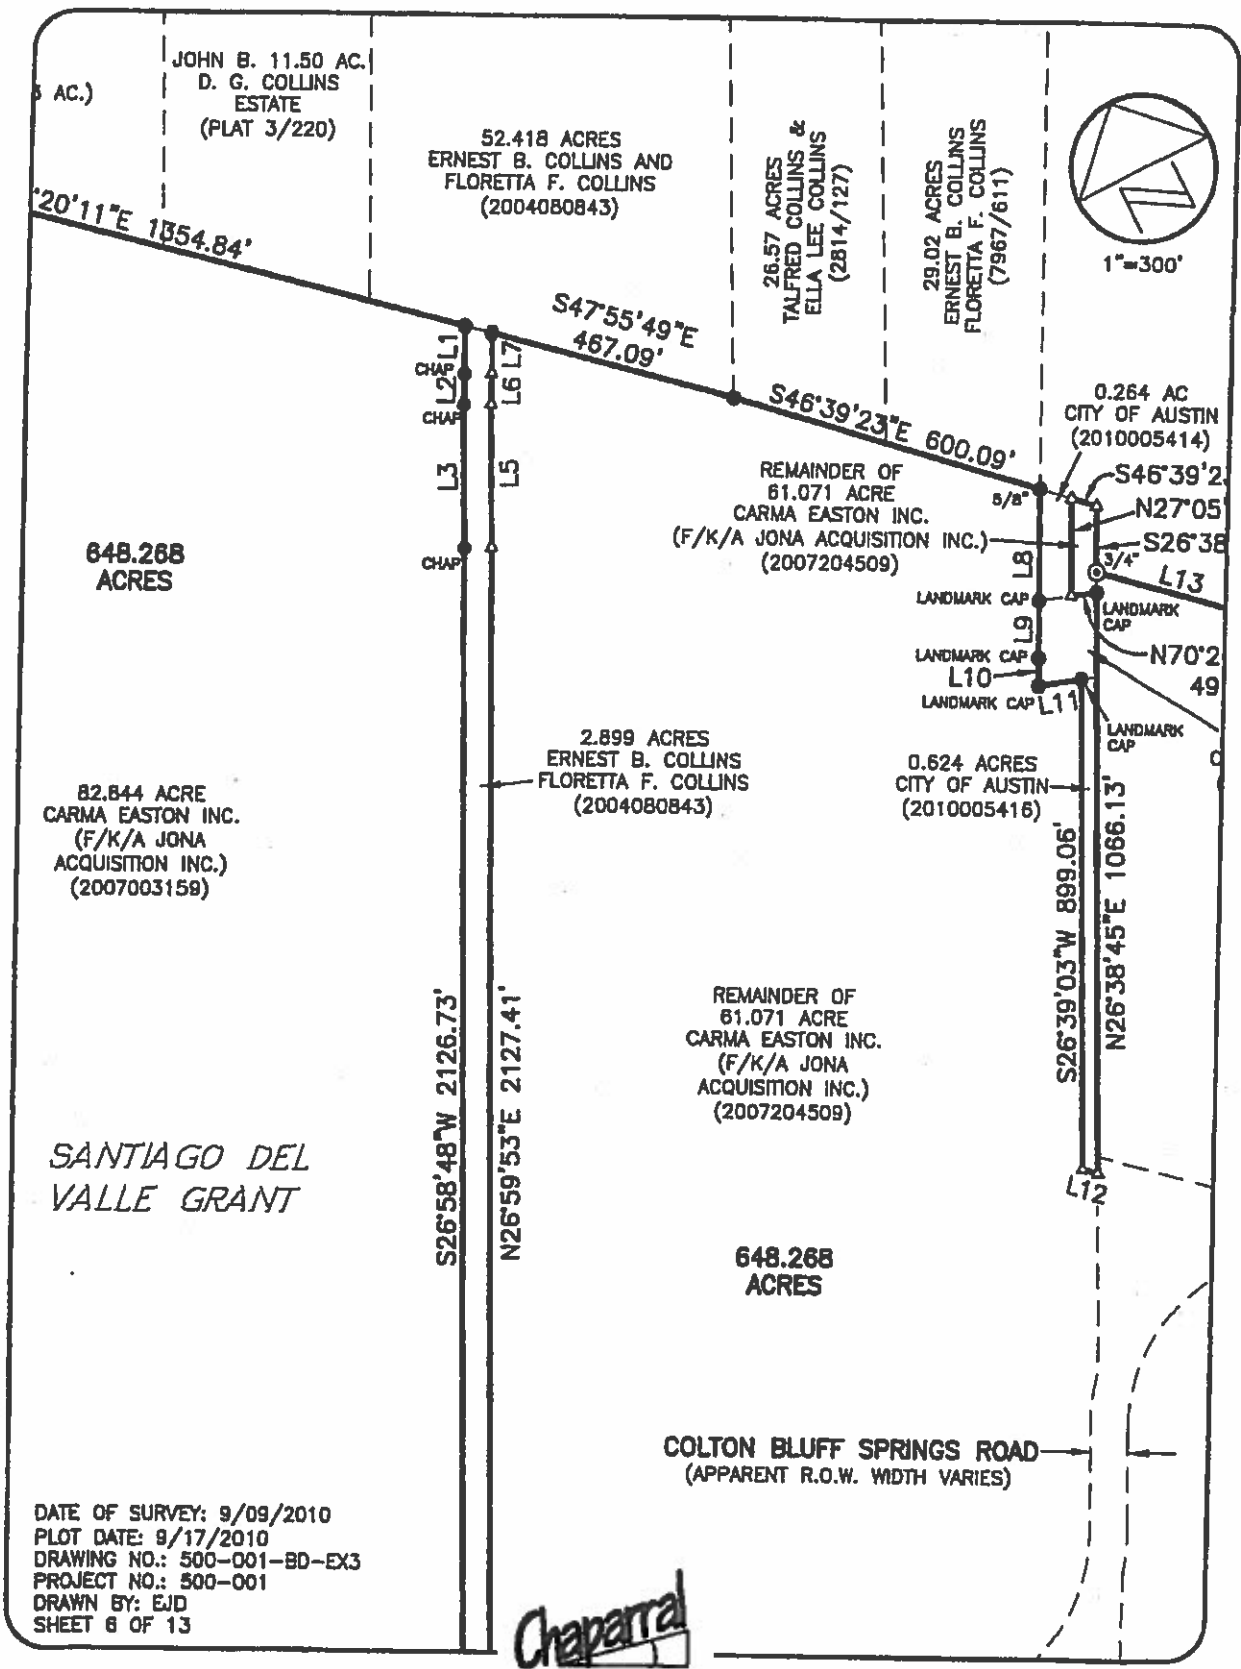 JOHN B. 11.50 AC.
D. G. COLLINS
ESTATE
(PLAT 3/220)
AC.)
52.418 ACRES
ERNEST B. COLLINS AND
FLORETTA F. COLLINS
(2004080843)
26.57 ACRES
TALFRED COLLINS &
ELLA LEE COLLINS
(2814/127)
29.02 ACRES
ERNEST B. COLLINS
FLORETTA F. COLLINS
(7967/611)
1"=300'
°20'11"E 1354.84'
S47°55'49"E
467.09'
S46°39'23"E 600.09'
0.264 AC
CITY OF AUSTIN
(2010005414)
S46°39'2
N27°05'
S26°38
5/8"
3/4"
L13
L1
L7
CHAP
L2
L6
CHAP
L3
L5
CHAP
REMAINDER OF
61.071 ACRE
CARMA EASTON INC.
(F/K/A JONA ACQUISITION INC.)
(2007204509)
L8
LANDMARK CAP
LANDMARK
CAP
L9
LANDMARK CAP
N70°2
49
L10
LANDMARK CAP
L11
LANDMARK
CAP
648.268
ACRES
82.844 ACRE
CARMA EASTON INC.
(F/K/A JONA
ACQUISITION INC.)
(2007003159)
2.899 ACRES
ERNEST B. COLLINS
FLORETTA F. COLLINS
(2004080843)
0.624 ACRES
CITY OF AUSTIN
(2010005416)
S26°39'03"W 899.06'
N26°38'45"E 1066.13'
S26°58'48"W 2126.73'
N26°59'53"E 2127.41'
REMAINDER OF
61.071 ACRE
CARMA EASTON INC.
(F/K/A JONA
ACQUISITION INC.)
(2007204509)
SANTIAGO DEL
VALLE GRANT
L12
648.268
ACRES
COLTON BLUFF SPRINGS ROAD
(APPARENT R.O.W. WIDTH VARIES)
DATE OF SURVEY: 9/09/2010
PLOT DATE: 9/17/2010
DRAWING NO.: 500-001-BD-EX3
PROJECT NO.: 500-001
DRAWN BY: EJD
SHEET 6 OF 13
Chaparral